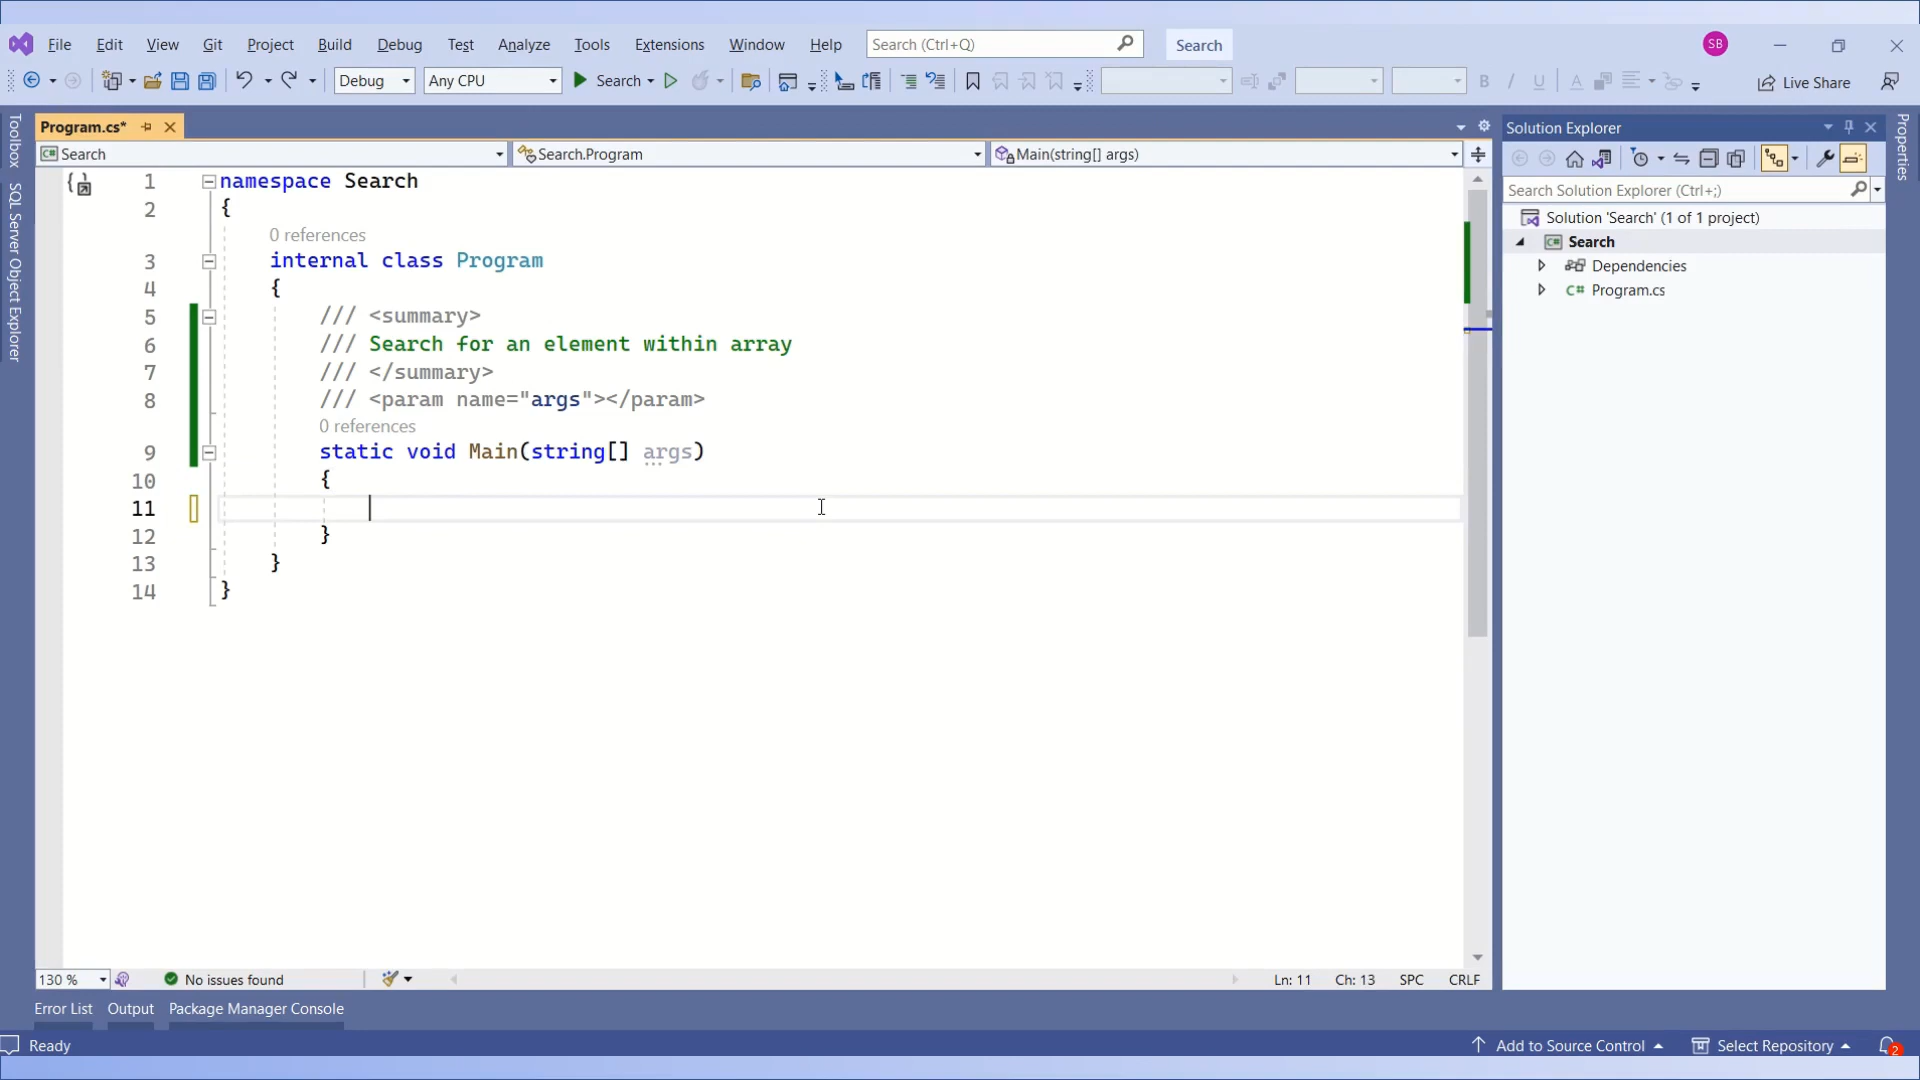 File Edit View Git Project Build Debug Test Analyze Tools Extensions Window Help Search (Ctrl+Q) Search SB
Debug Any CPU Search B I U A Live Share
Toolbox
SQL Server Object Explorer
Program.cs*
Search Search.Program Main(string[] args)
1 namespace Search
2 {
0 references
3 internal class Program
4 {
5 /// <summary>
6 /// Search for an element within array
7 /// </summary>
8 /// <param name="args"></param>
0 references
9 static void Main(string[] args)
10 {
11
12 }
13 }
14 }
130 % No issues found Ln: 11 Ch: 13 SPC CRLF
Solution Explorer
Search Solution Explorer (Ctrl+;)
Solution 'Search' (1 of 1 project)
C# Search
Dependencies
C# Program.cs
Properties
Error List Output Package Manager Console
Ready Add to Source Control Select Repository 2